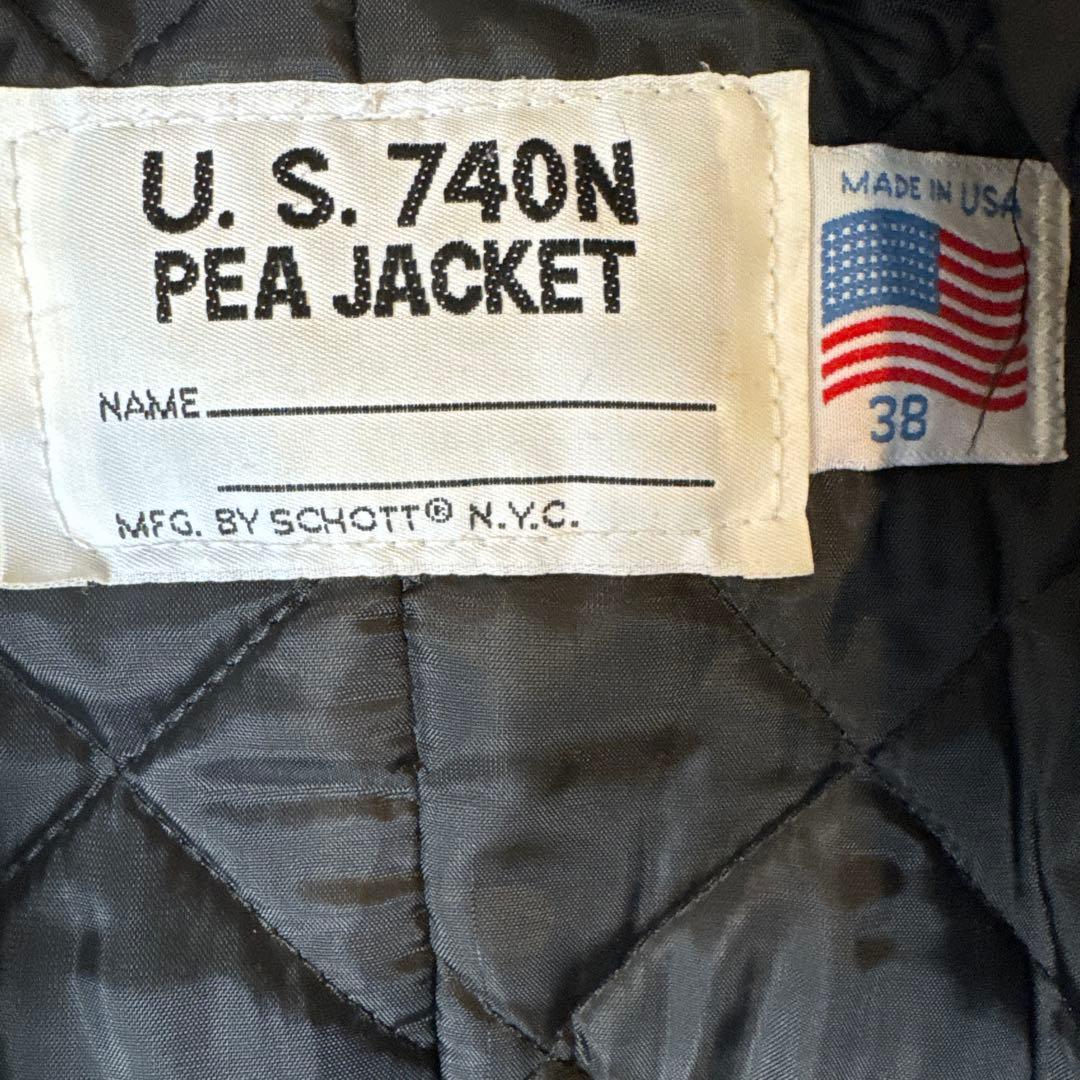 U. S. 740N
PEA JACKET
NAME
MFG. BY SCHOTT® N.Y.C.
MADE IN USA
38